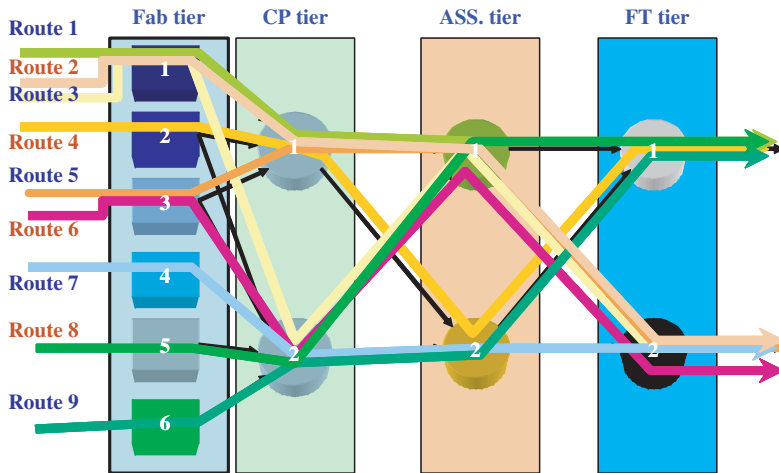 Fab tier CP tier ASS. tier FT tier
Route 1
Route 2
Route 3
Route 4
Route 5
Route 6
Route 7
Route 8
Route 9
1
2
3
4
5
6
1
2
1
2
1
2